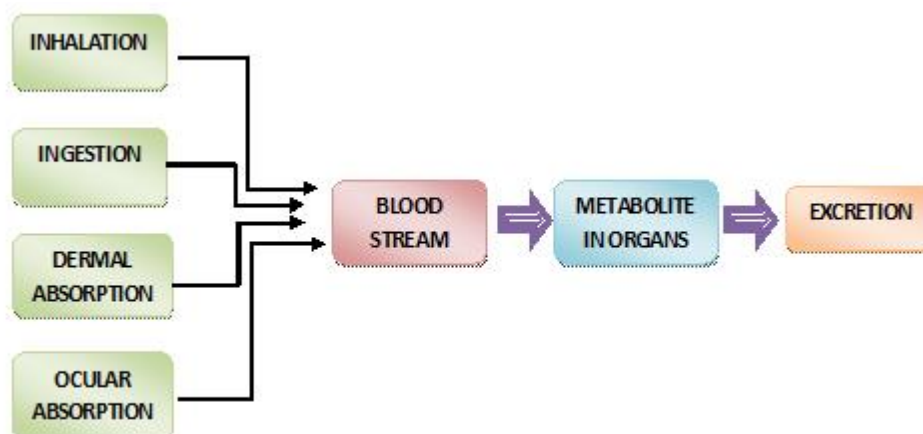 INHALATION
INGESTION
DERMAL
ABSORPTION
OCULAR
ABSORPTION
BLOOD
STREAM
METABOLITE
IN ORGANS
EXCRETION